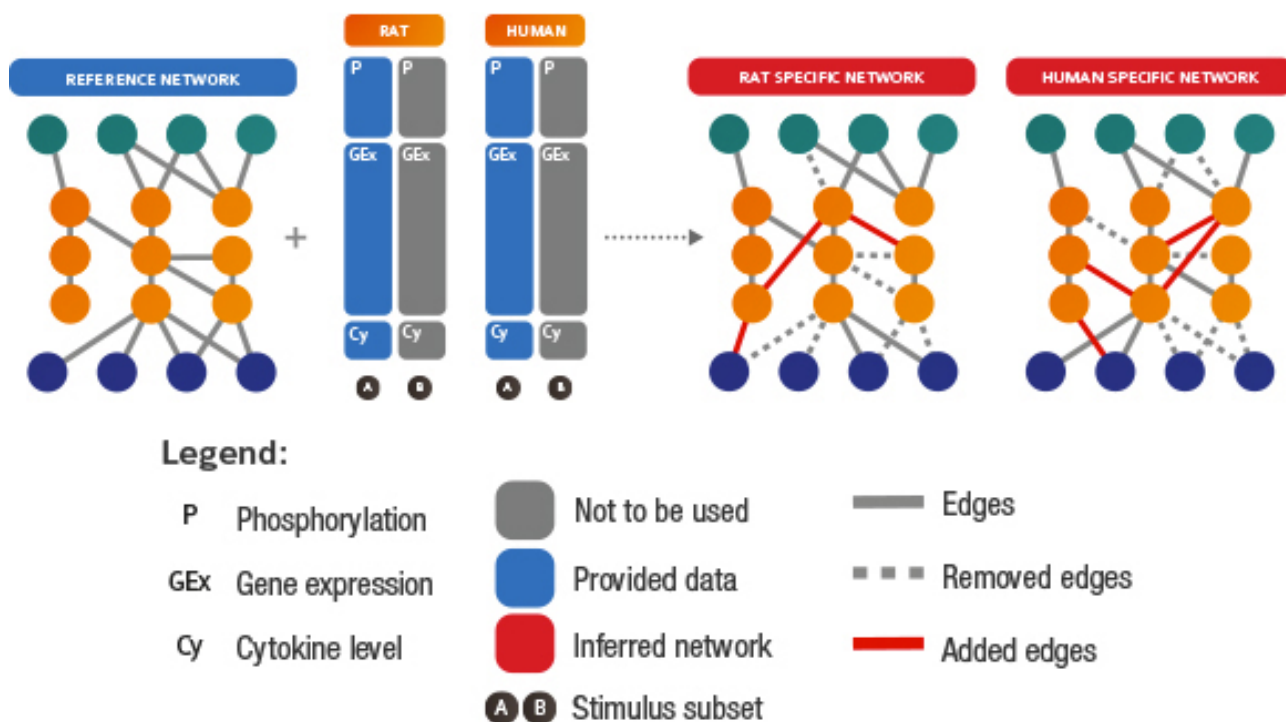 RAT
HUMAN
REFERENCE NETWORK
P
P
P
P
RAT SPECIFIC NETWORK
HUMAN SPECIFIC NETWORK
GEx
GEx
GEx
GEx
+
Cy
Cy
Cy
Cy
A
B
A
B
Legend:
P Phosphorylation
GEx Gene expression
Cy Cytokine level
Not to be used
Provided data
Inferred network
A B Stimulus subset
Edges
Removed edges
Added edges